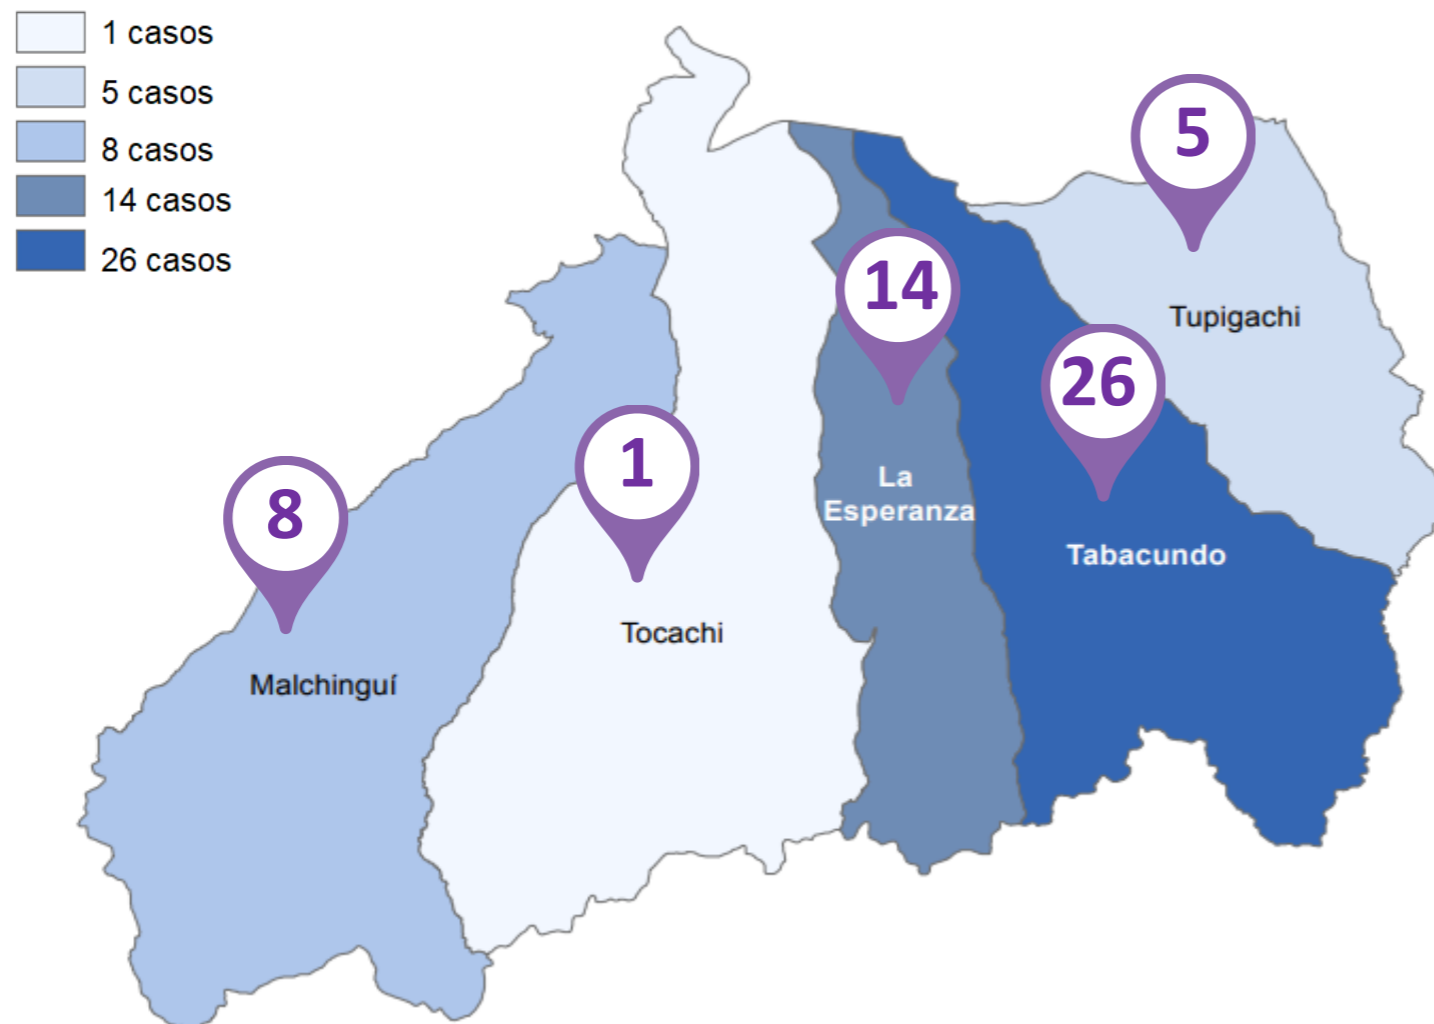 1 casos
5 casos
8 casos
14 casos
26 casos
5
14
Tupigachi
26
1
8
La
Esperanza
Tabacundo
Tocachi
Malchinguí